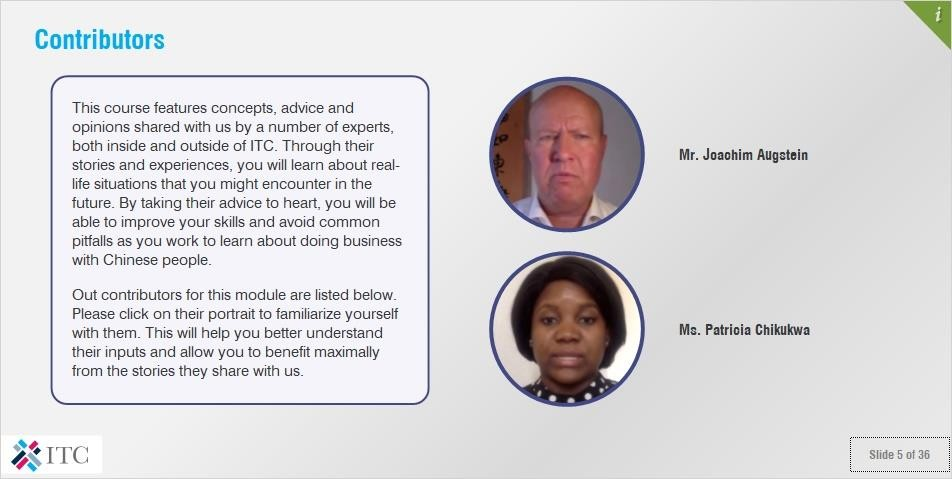 Contributors
i
This course features concepts, advice and
opinions shared with us by a number of experts,
both inside and outside of ITC. Through their
stories and experiences, you will learn about real-
life situations that you might encounter in the
future. By taking their advice to heart, you will be
able to improve your skills and avoid common
pitfalls as you work to learn about doing business
with Chinese people.
Out contributors for this module are listed below.
Please click on their portrait to familiarize yourself
with them. This will help you better understand
their inputs and allow you to benefit maximally
from the stories they share with us.
Mr. Joachim Augstein
Ms. Patricia Chikukwa
ITC
Slide 5 of 36